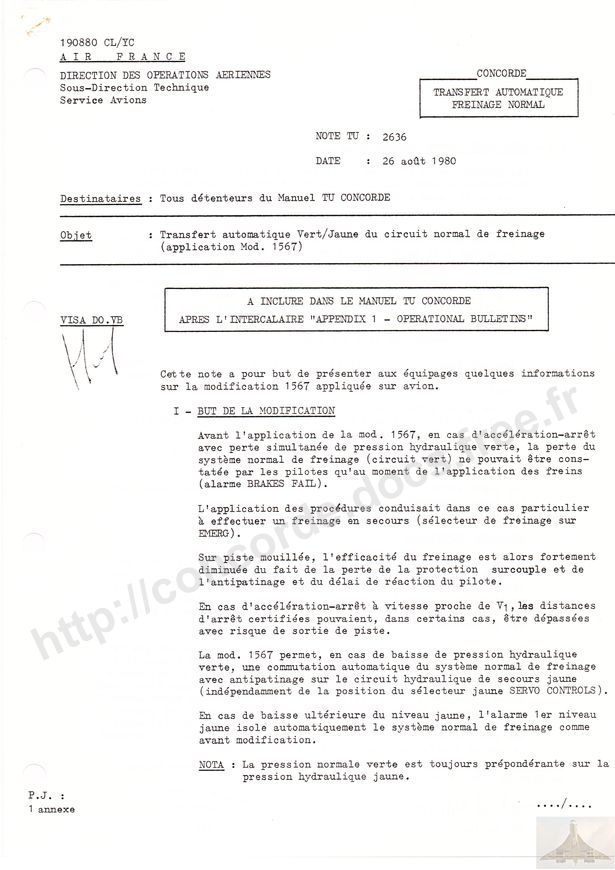 190880 CL/YC
AIR FRANCE
DIRECTION DES OPERATIONS AERIENNES
Sous-Direction Technique
Service Avions
CONCORDE
TRANSFERT AUTOMATIQUE
FREINAGE NORMAL
NOTE TU : 2636
DATE : 26 août 1980
Destinataires : Tous détenteurs du Manuel TU CONCORDE
Objet : Transfert automatique Vert/Jaune du circuit normal de freinage
(application Mod. 1567)
A INCLURE DANS LE MANUEL TU CONCORDE
APRES L'INTERCALAIRE "APPENDIX 1 - OPERATIONAL BULLETINS"
VISA DO.VB
Cette note a pour but de présenter aux équipages quelques informations
sur la modification 1567 appliquée sur avion.
I - BUT DE LA MODIFICATION
Avant l'application de la mod. 1567, en cas d'accélération-arrêt
avec perte simultanée de pression hydraulique verte, la perte du
système normal de freinage (circuit vert) ne pouvait être cons-
tatée par les pilotes qu'au moment de l'application des freins
(alarme BRAKES FAIL).
L'application des procédures conduisait dans ce cas particulier
à effectuer un freinage en secours (sélecteur de freinage sur
EMERG).
Sur piste mouillée, l'efficacité du freinage est alors fortement
diminuée du fait de la perte de la protection surcouple et de
l'antipatinage et du délai de réaction du pilote.
En cas d'accélération-arrêt à vitesse proche de V1, les distances
d'arrêt certifiées pouvaient, dans certains cas, être dépassées
avec risque de sortie de piste.
La mod. 1567 permet, en cas de baisse de pression hydraulique
verte, une commutation automatique du système normal de freinage
avec antipatinage sur le circuit hydraulique de secours jaune
(indépendamment de la position du sélecteur jaune SERVO CONTROLS).
En cas de baisse ultérieure du niveau jaune, l'alarme 1er niveau
jaune isole automatiquement le système normal de freinage comme
avant modification.
NOTA : La pression normale verte est toujours prépondérante sur la
pression hydraulique jaune.
P.J. :
1 annexe
..../....
http://concorde.docs.free.fr